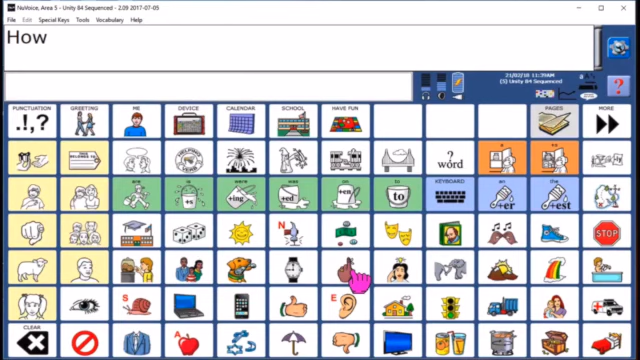 NuVoice, Area 5 - Unity 84 Sequenced - 2.09 2017-07-05
File Edit Special Keys Tools Vocabulary Help
How
21/02/18 11:20AM
(5) Unity 84 Sequenced
PUNCTUATION GREETING ME DEVICE CALENDAR SCHOOL HAVE FUN PAGES MORE
.!,?
?
word
to KEYBOARD
+s +ing +ed +en to +er +est
N
STOP
S E
CLEAR
A